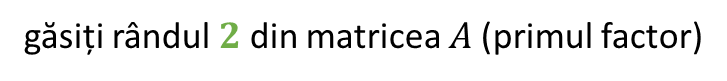 găsiți rândul 2 din matricea A (primul factor)